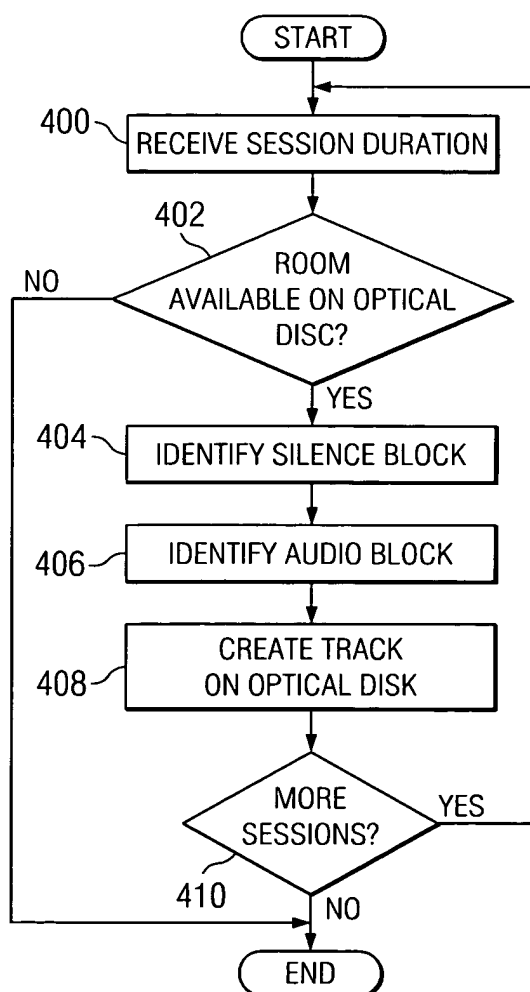 START
400
RECEIVE SESSION DURATION
402
NO
ROOM
AVAILABLE ON OPTICAL
DISC?
YES
404
IDENTIFY SILENCE BLOCK
406
IDENTIFY AUDIO BLOCK
408
CREATE TRACK
ON OPTICAL DISK
MORE
SESSIONS?
YES
410
NO
END